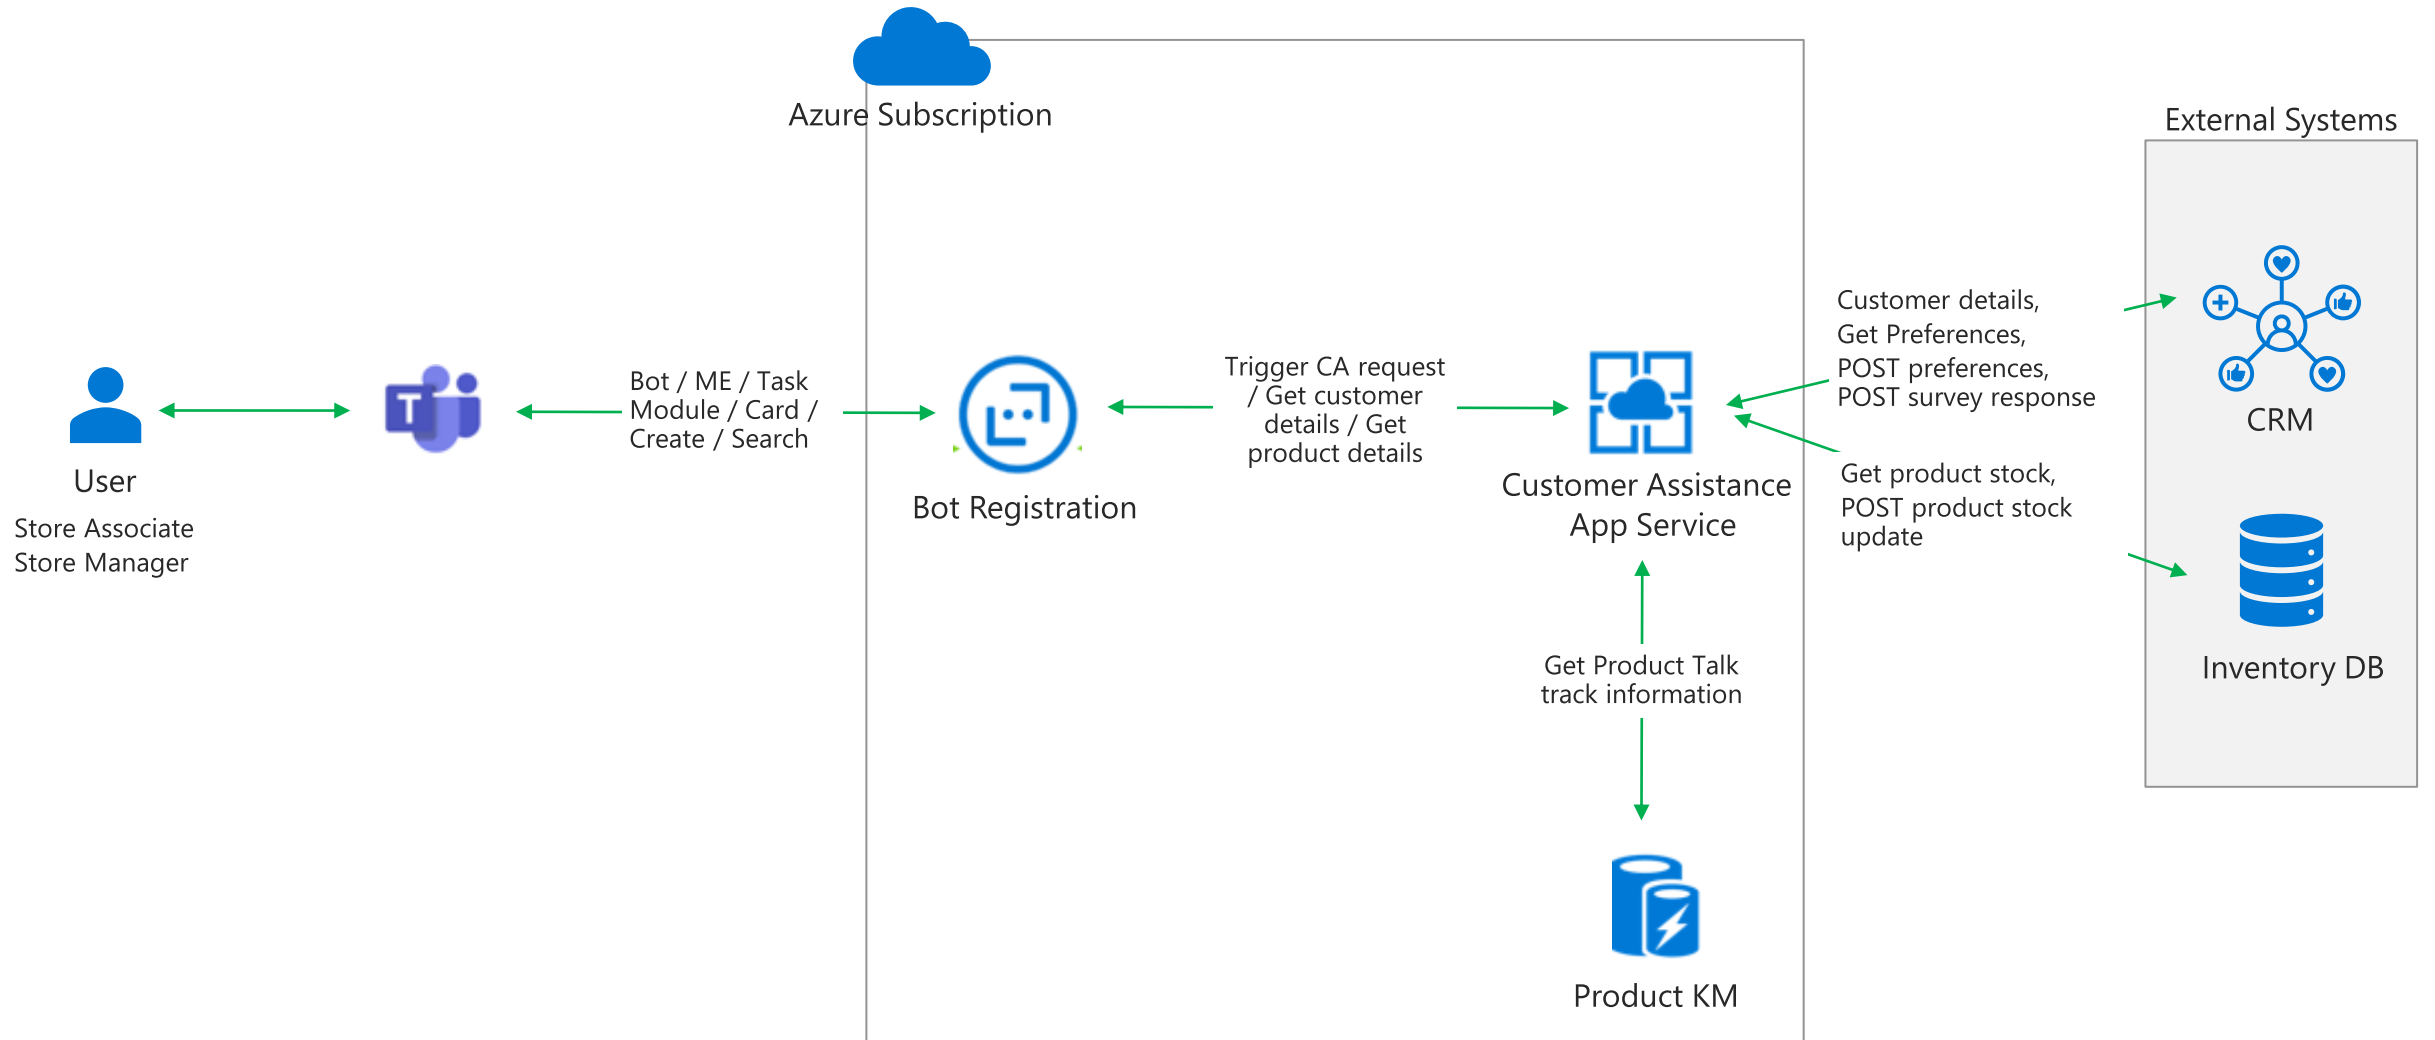 Azure Subscription
External Systems
User
Store Associate
Store Manager
T
Bot / ME / Task
Module / Card /
Create / Search
Bot Registration
Trigger CA request
/ Get customer
details / Get
product details
Customer Assistance
App Service
Customer details,
Get Preferences,
POST preferences,
POST survey response
Get product stock,
POST product stock
update
CRM
Inventory DB
Get Product Talk
track information
Product KM